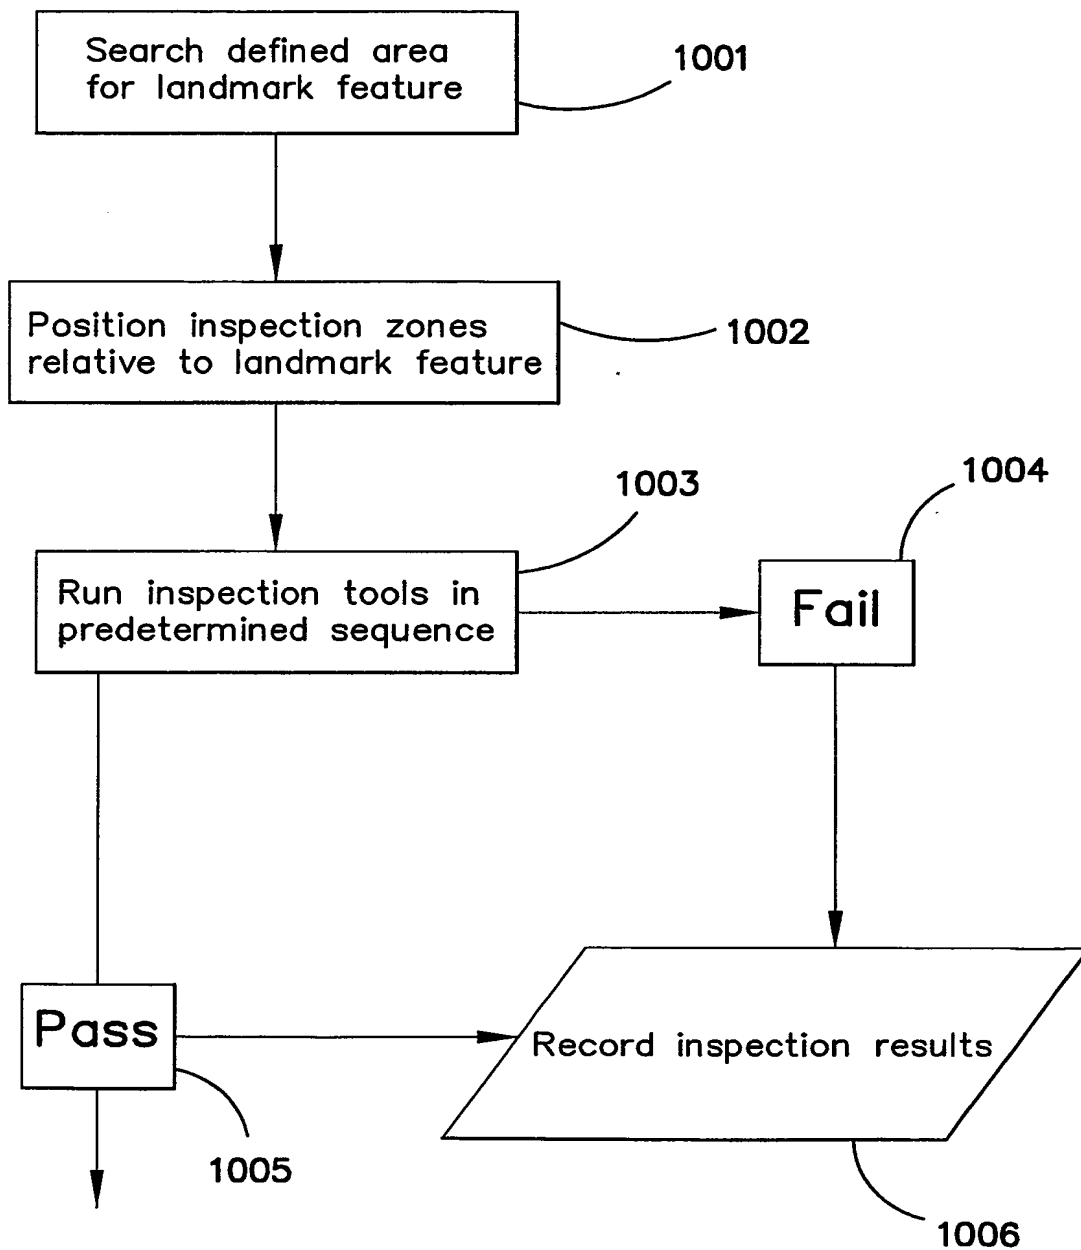 Search defined area
for landmark feature
1001
Position inspection zones
relative to landmark feature
1002
1003
1004
Run inspection tools in
predetermined sequence
Fail
Pass
Record inspection results
1005
1006